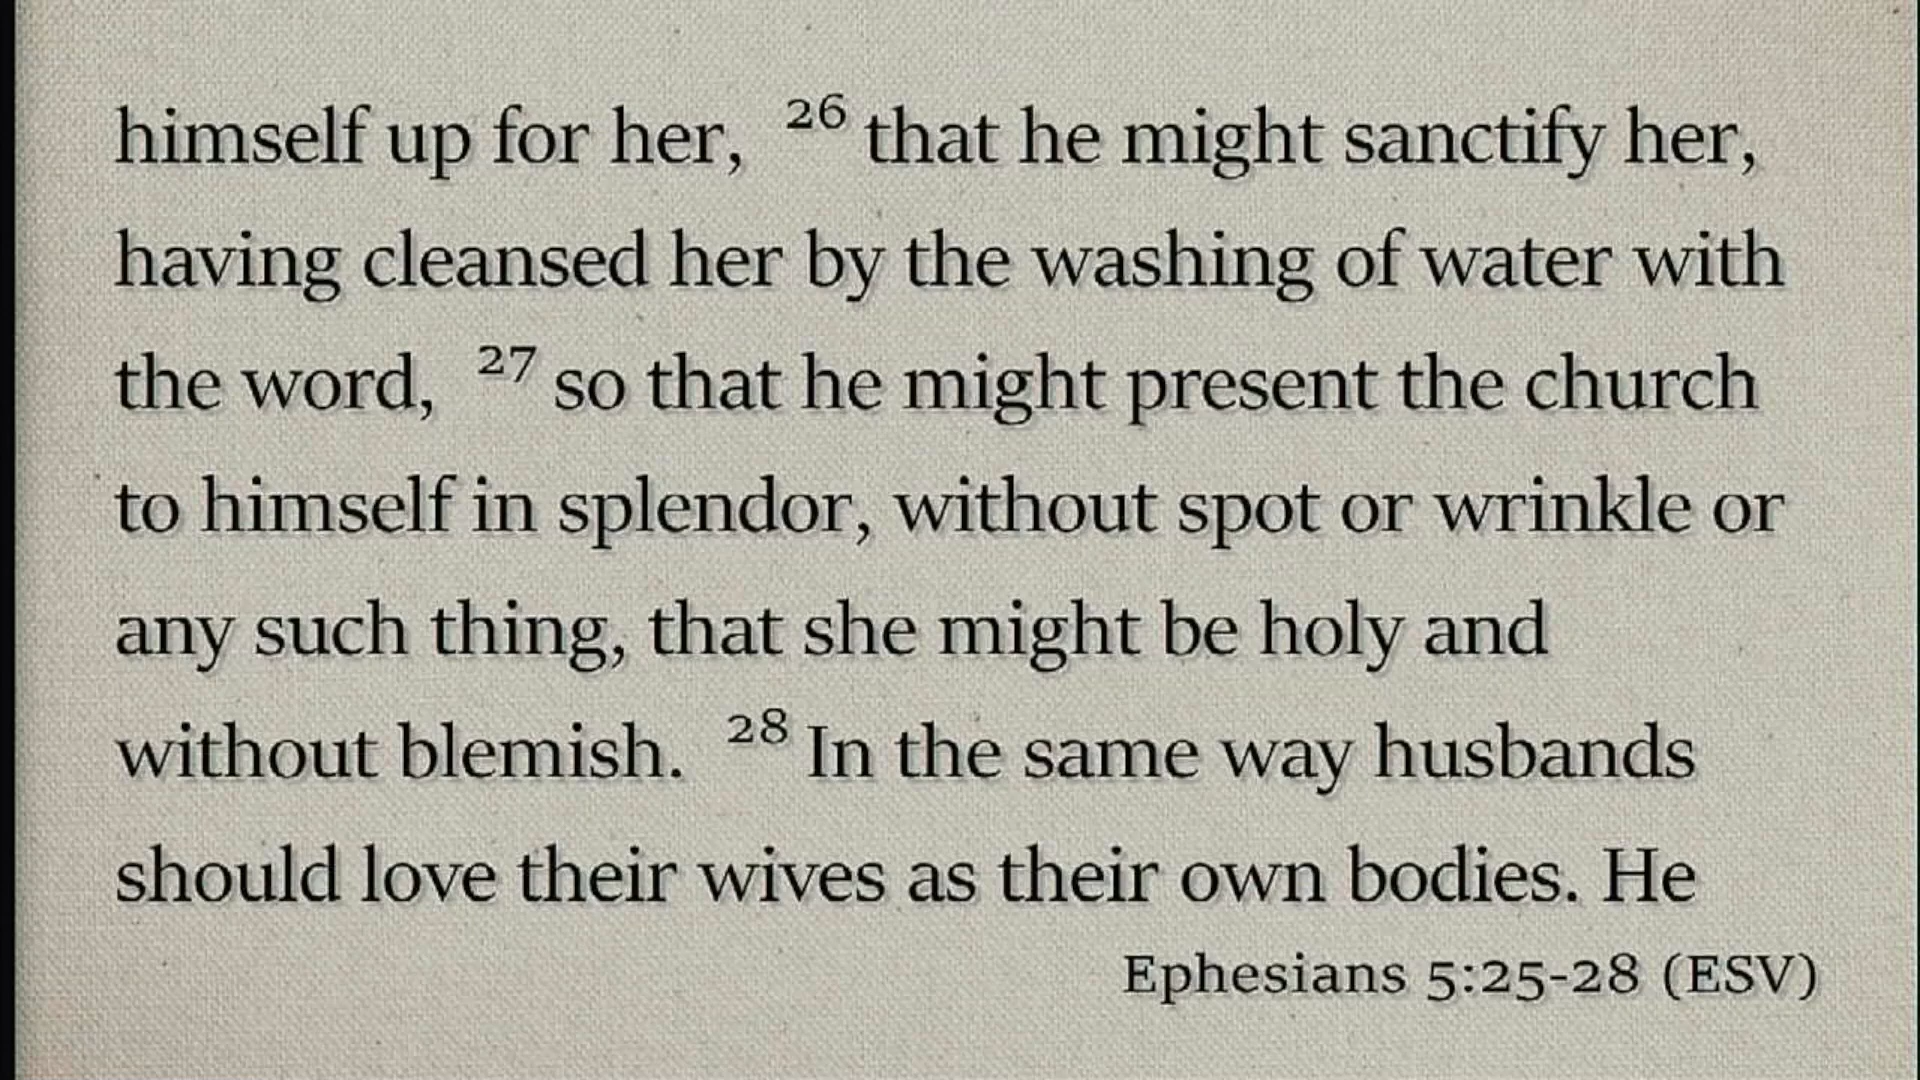 himself up for her, 26 that he might sanctify her,
having cleansed her by the washing of water with
the word, 27 so that he might present the church
to himself in splendor, without spot or wrinkle or
any such thing, that she might be holy and
without blemish. 28 In the same way husbands
should love their wives as their own bodies. He
Ephesians 5:25-28 (ESV)